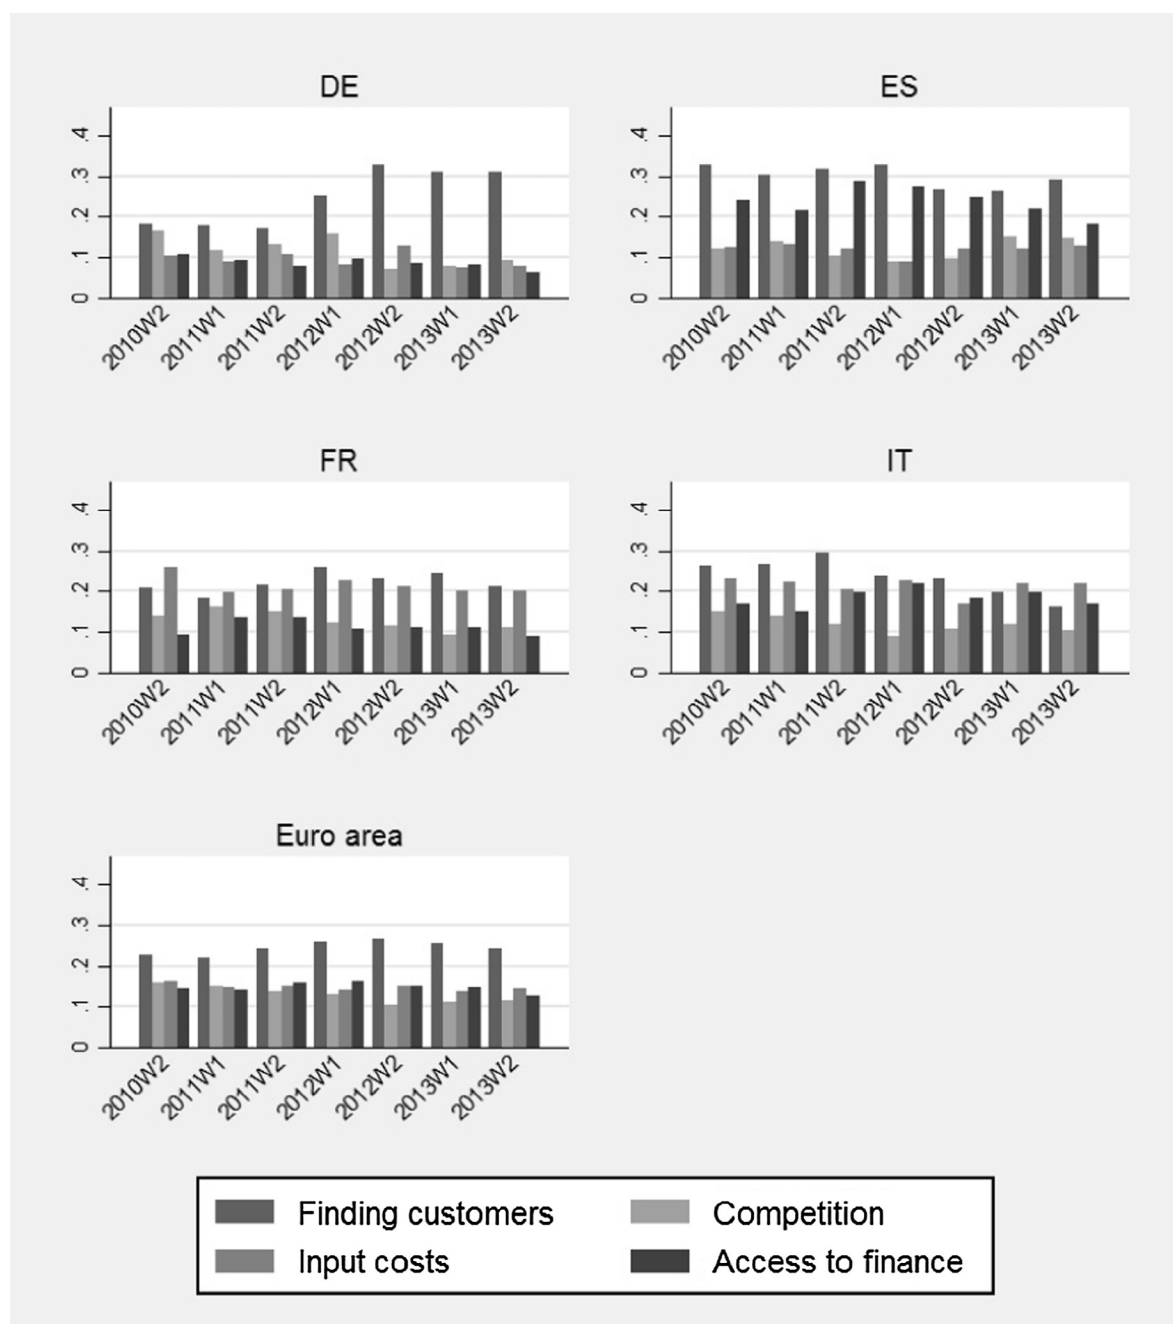 DE
.4
.3
.2
.1
0
2010W2
2011W1
2011W2
2012W1
2012W2
2013W1
2013W2
ES
.4
.3
.2
.1
0
2010W2
2011W1
2011W2
2012W1
2012W2
2013W1
2013W2
FR
.4
.3
.2
.1
0
2010W2
2011W1
2011W2
2012W1
2012W2
2013W1
2013W2
IT
.4
.3
.2
.1
0
2010W2
2011W1
2011W2
2012W1
2012W2
2013W1
2013W2
Euro area
.4
.3
.2
.1
0
2010W2
2011W1
2011W2
2012W1
2012W2
2013W1
2013W2
Finding customers
Competition
Input costs
Access to finance